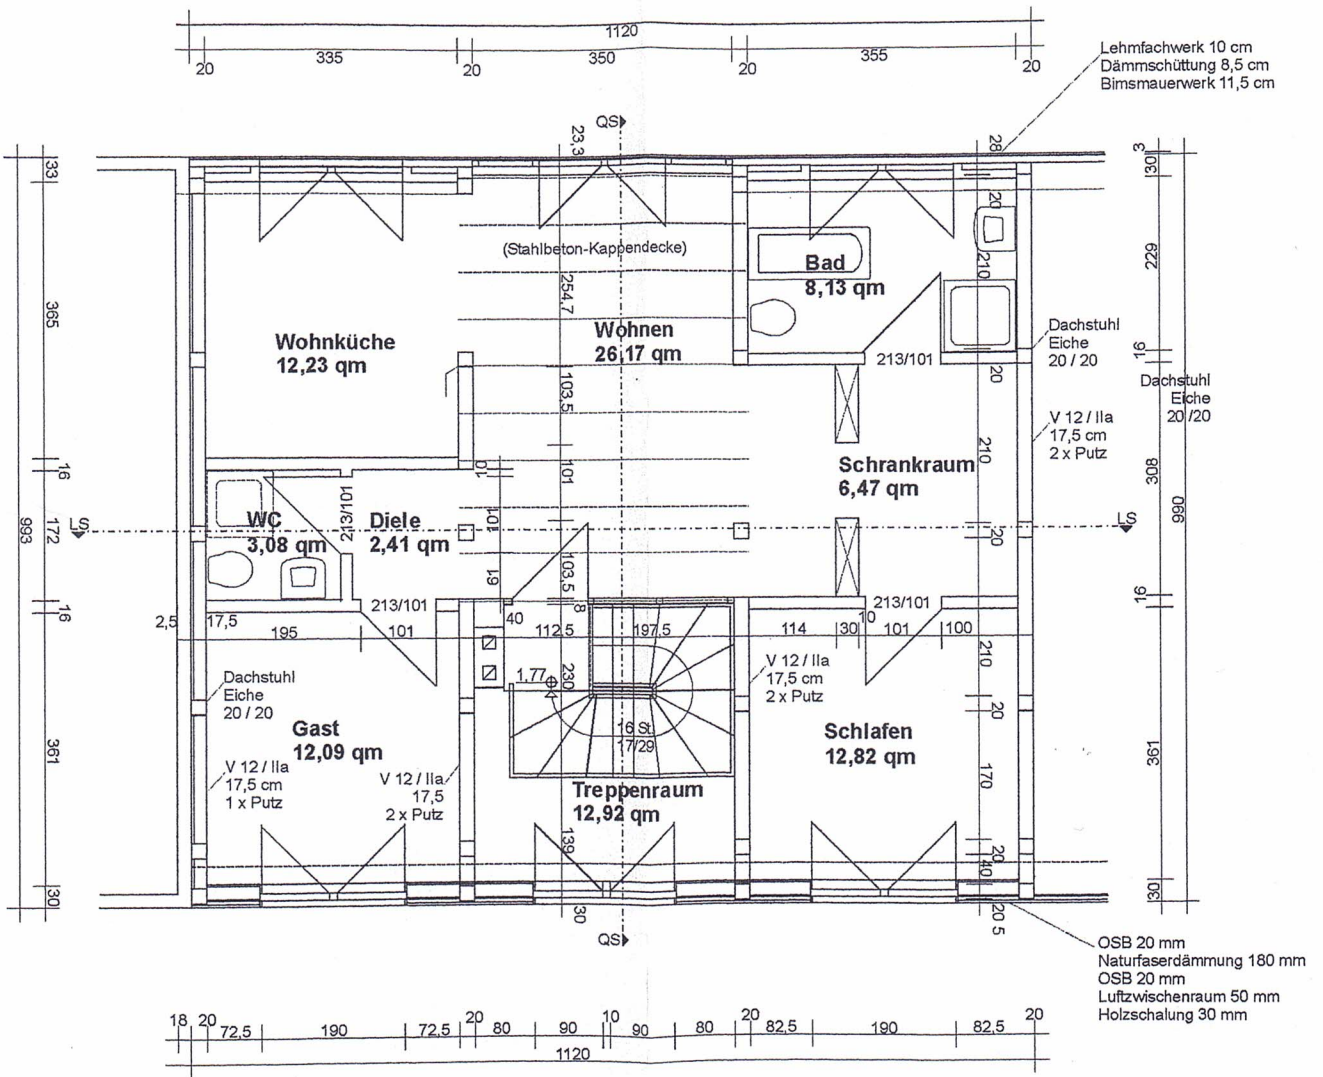 1120
20
335
20
350
20
355
20
Lehmfachwerk 10 cm
Dämmschüttung 8,5 cm
Bimsmauerwerk 11,5 cm
QS
23,3
28
33
3
30
20
(Stahlbeton-Kappendecke)
Bad
8,13 qm
210
229
254,7
365
Wohnküche
12,23 qm
Wohnen
26,17 qm
213/101
Dachstuhl
Eiche
20 / 20
16
20
Dachstuhl
Eiche
20 /20
103,5
V 12 / IIa
17,5 cm
2 x Putz
210
308
Schrankraum
6,47 qm
16
10
101
213/101
WC
3,08 qm
Diele
2,41 qm
101
993
172
LS
LS
20
990
61
103,5
16
213/101
8
213/101
16
2,5
17,5
195
101
40
112,5
197,5
114
30
10
101
100
210
Dachstuhl
Eiche
20 / 20
1,77
230
V 12 / IIa
17,5 cm
2 x Putz
20
Gast
12,09 qm
16 St.
17/29
Schlafen
12,82 qm
361
391
V 12 / IIa
17,5 cm
1 x Putz
V 12 / IIa
17,5
2 x Putz
Treppenraum
12,92 qm
170
139
20
40
30
30
30
20 5
30
QS
OSB 20 mm
Naturfaserdämmung 180 mm
OSB 20 mm
Luftzwischenraum 50 mm
Holzschalung 30 mm
18
20
72,5
190
72,5
20
80
90
10
90
80
20
82,5
190
82,5
20
1120